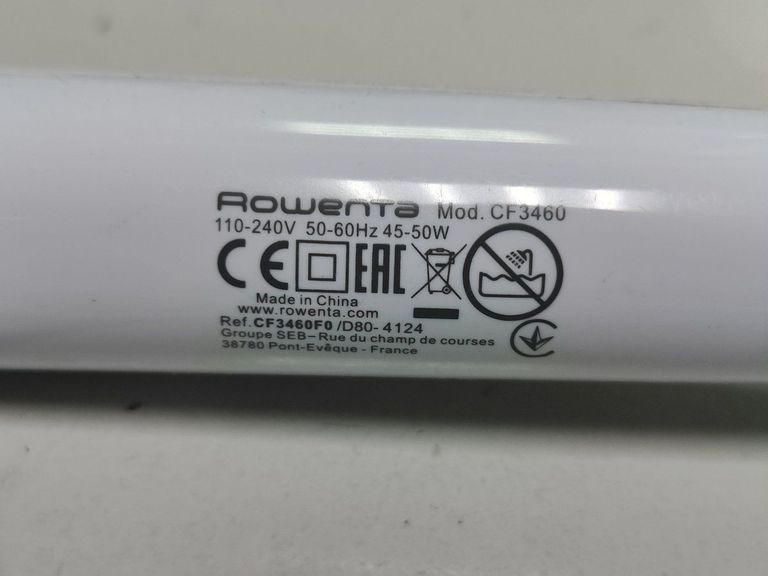 Rowenta Mod. CF3460
110-240V 50-60Hz 45-50W
CE EAC
Made in China
www.rowenta.com
Ref.CF3460F0/D80-4124
Groupe SEB-Rue du champ de courses
38780 Pont-Evêque - France